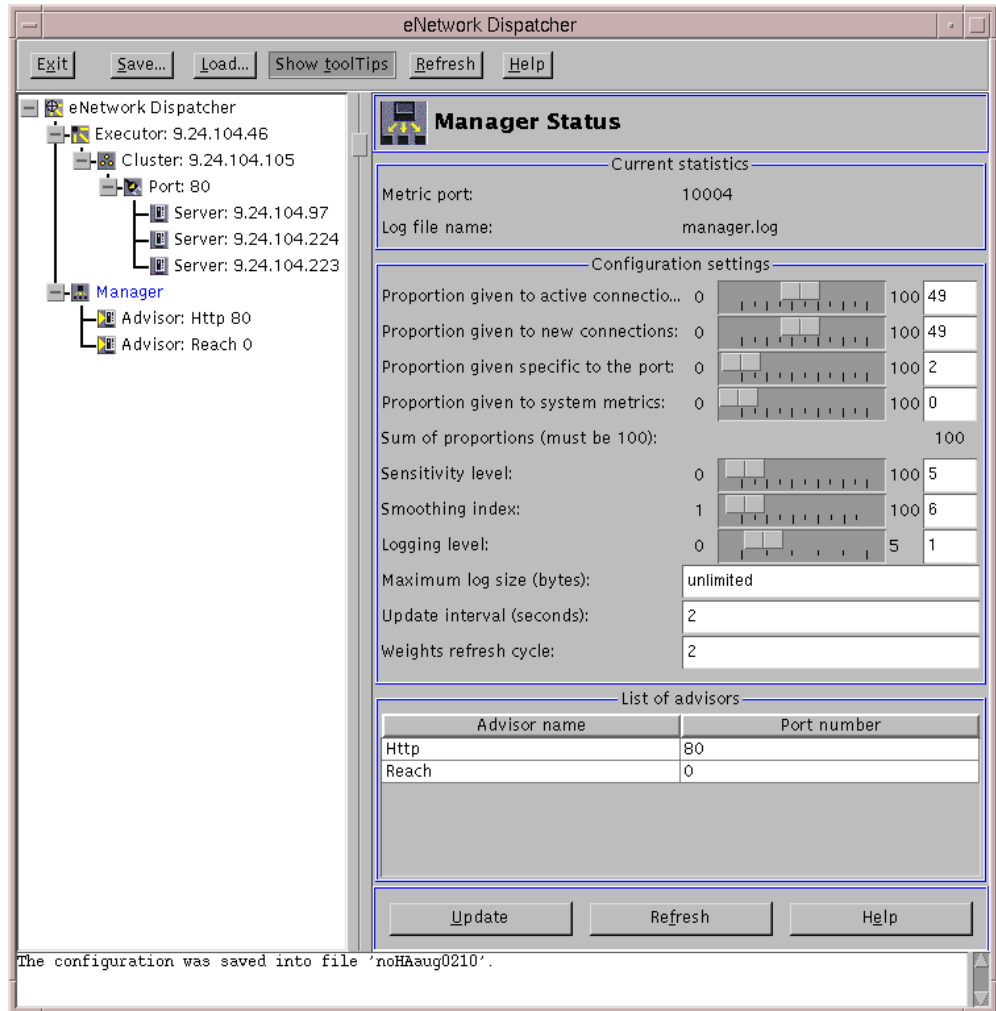 eNetwork Dispatcher
Exit Save... Load... Show toolTips Refresh Help
eNetwork Dispatcher
Executor: 9.24.104.46
Cluster: 9.24.104.105
Port: 80
Server: 9.24.104.97
Server: 9.24.104.224
Server: 9.24.104.223
Manager
Advisor: Http 80
Advisor: Reach 0
Manager Status
Current statistics
Metric port: 10004
Log file name: manager.log
Configuration settings
Proportion given to active connectio... 0 100 49
Proportion given to new connections: 0 100 49
Proportion given specific to the port: 0 100 2
Proportion given to system metrics: 0 100 0
Sum of proportions (must be 100): 100
Sensitivity level: 0 100 5
Smoothing index: 1 100 6
Logging level: 0 5 1
Maximum log size (bytes): unlimited
Update interval (seconds): 2
Weights refresh cycle: 2
List of advisors
Advisor name Port number
Http 80
Reach 0
Update Refresh Help
The configuration was saved into file 'noHAaug0210'.